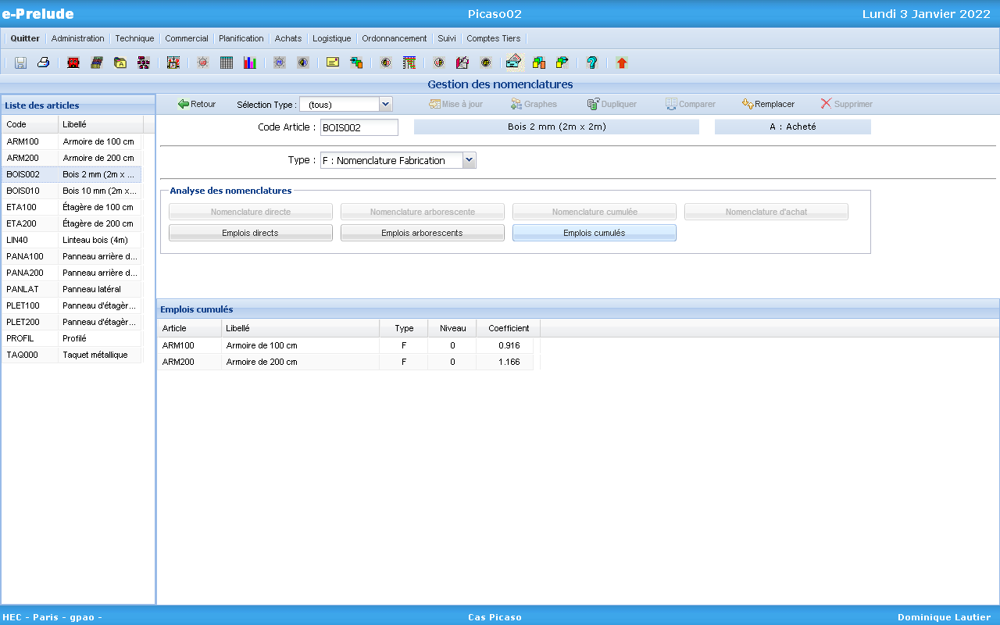 e-Prelude
Picaso02
Lundi 3 Janvier 2022
Quitter Administration Technique Commercial Planification Achats Logistique Ordonnancement Suivi Comptes Tiers
Gestion des nomenclatures
Liste des articles
Retour Sélection Type : (tous) Mise à jour Graphes Dupliquer Comparer Remplacer Supprimer
Code Libellé
ARM100 Armoire de 100 cm
ARM200 Armoire de 200 cm
BOIS002 Bois 2 mm (2m x ...
BOIS010 Bois 10 mm (2m x...
ETA100 Étagère de 100 cm
ETA200 Étagère de 200 cm
LIN40 Linteau bois (4m)
PANA100 Panneau arrière d...
PANA200 Panneau arrière d...
PANLAT Panneau latéral
PLET100 Panneau d'étagèr...
PLET200 Panneau d'étagèr...
PROFIL Profilé
TAQ000 Taquet métallique
Code Article : BOIS002 Bois 2 mm (2m x 2m) A : Acheté
Type : F : Nomenclature Fabrication
Analyse des nomenclatures
Nomenclature directe Nomenclature arborescente Nomenclature cumulée Nomenclature d'achat
Emplois directs Emplois arborescents Emplois cumulés
Emplois cumulés
Article Libellé Type Niveau Coefficient
ARM100 Armoire de 100 cm F 0 0.916
ARM200 Armoire de 200 cm F 0 1.166
HEC - Paris - gpao -
Cas Picaso
Dominique Lautier